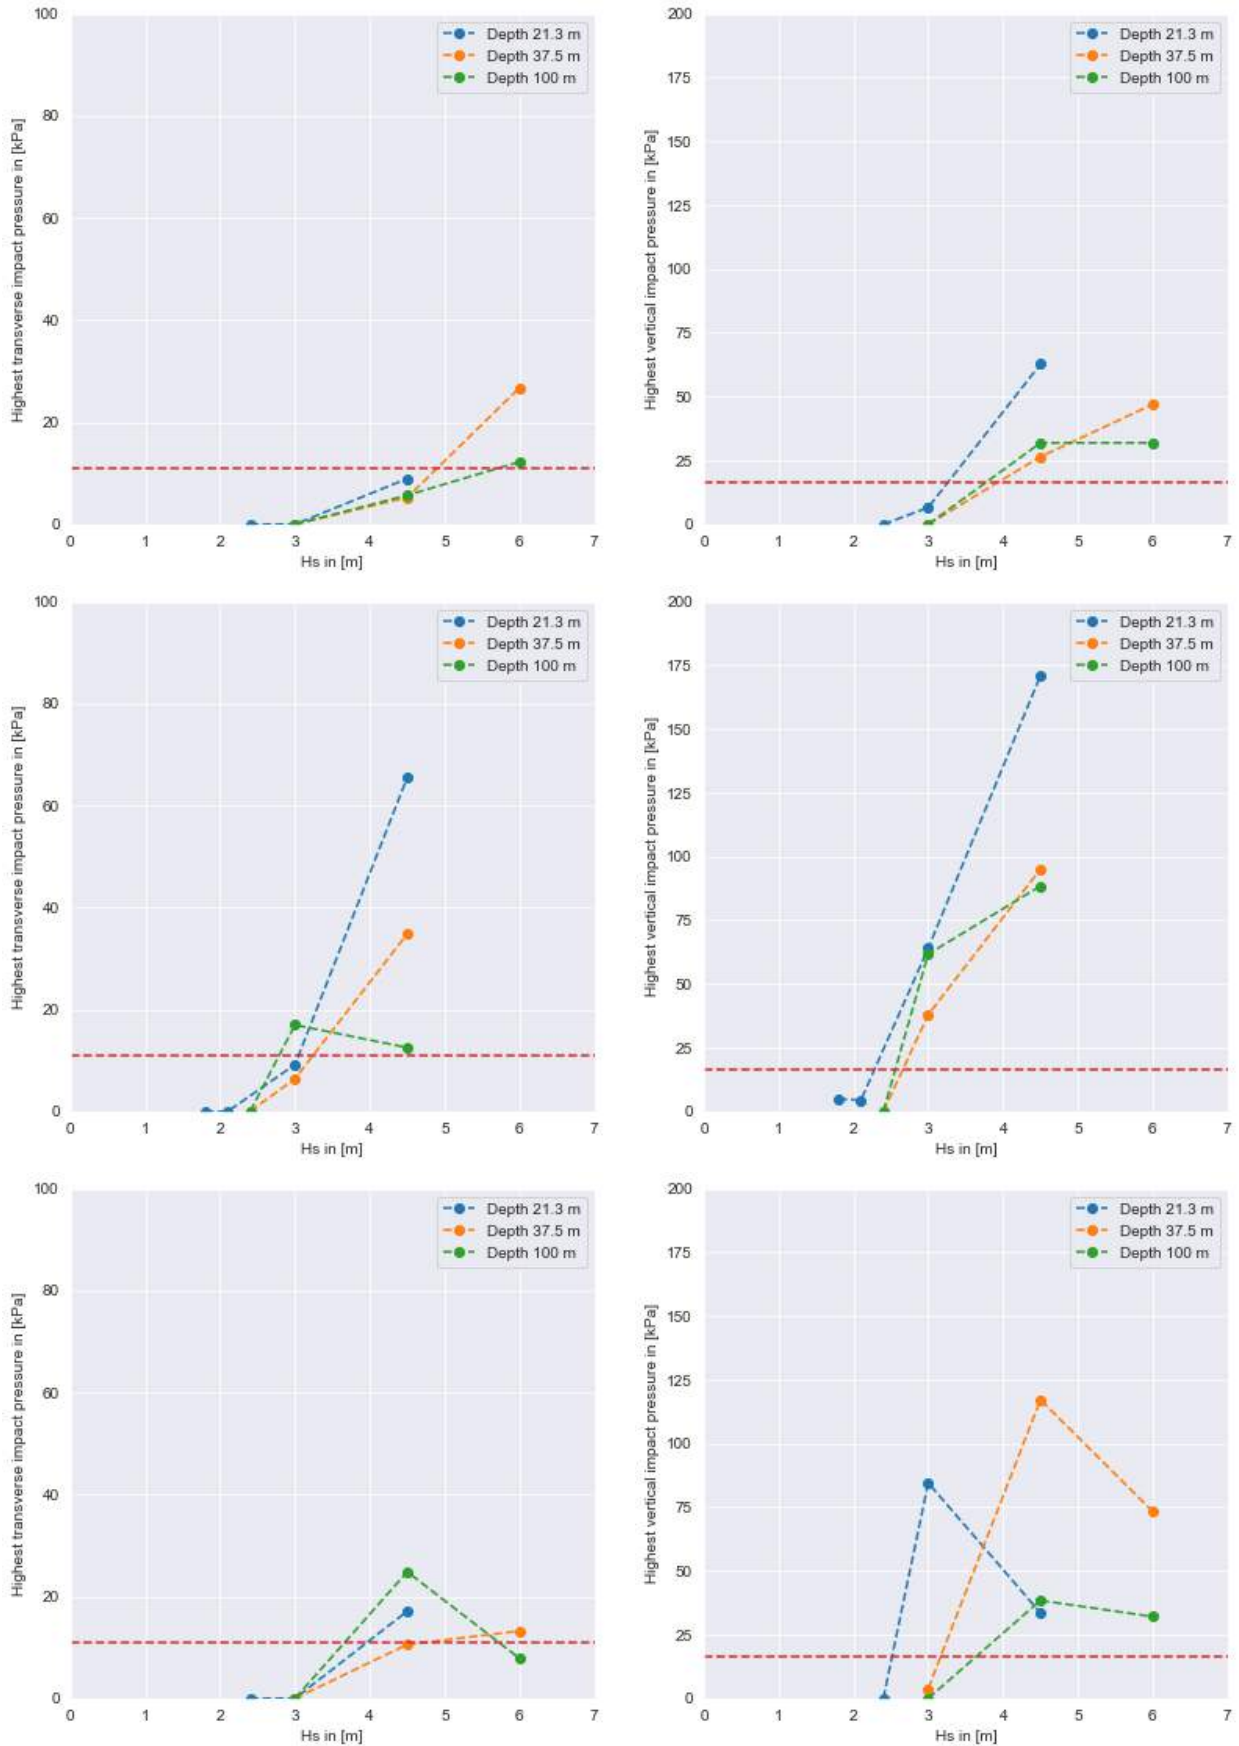 Highest transverse impact pressure in [kPa]
100
80
60
40
20
0
0 1 2 3 4 5 6 7
Hs in [m]
Depth 21.3 m
Depth 37.5 m
Depth 100 m
Highest vertical impact pressure in [kPa]
200
175
150
125
100
75
50
25
0
0 1 2 3 4 5 6 7
Hs in [m]
Depth 21.3 m
Depth 37.5 m
Depth 100 m
Highest transverse impact pressure in [kPa]
100
80
60
40
20
0
0 1 2 3 4 5 6 7
Hs in [m]
Depth 21.3 m
Depth 37.5 m
Depth 100 m
Highest vertical impact pressure in [kPa]
200
175
150
125
100
75
50
25
0
0 1 2 3 4 5 6 7
Hs in [m]
Depth 21.3 m
Depth 37.5 m
Depth 100 m
Highest transverse impact pressure in [kPa]
100
80
60
40
20
0
0 1 2 3 4 5 6 7
Hs in [m]
Depth 21.3 m
Depth 37.5 m
Depth 100 m
Highest vertical impact pressure in [kPa]
200
175
150
125
100
75
50
25
0
0 1 2 3 4 5 6 7
Hs in [m]
Depth 21.3 m
Depth 37.5 m
Depth 100 m